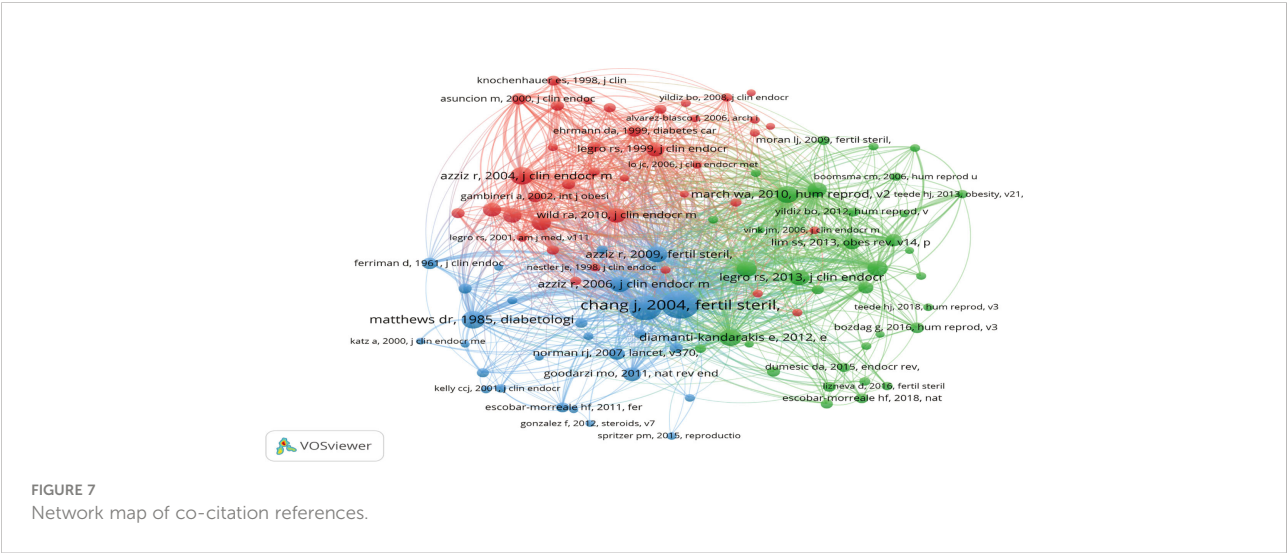 knochenhauer es, 1998, j clin
asuncion m, 2000, j clin endoc
yildiz bo, 2008, j clin endocr
alvarez-blasco f, 2006, arch i
ehrmann da, 1999, diabetes car
moran lj, 2009, fertil steril,
legro rs, 1999, j clin endocr
lo jc, 2006, j clin endocr met
azziz r, 2004, j clin endocr m
boomsma cm, 2006, hum reprod u
gambineri a, 2002, int j obesi
march wa, 2010, hum reprod, v2
teede hj, 2013, obesity, v21,
wild ra, 2010, j clin endocr m
yildiz bo, 2012, hum reprod, v
vink jm, 2006, j clin endocr m
legro rs, 2001, am j med, v111
lim ss, 2013, obes rev, v14, p
azziz r, 2009, fertil steril,
ferriman d, 1961, j clin endoc
nestler je, 1998, j clin endoc
legro rs, 2013, j clin endocr
azziz r, 2006, j clin endocr m
chang j, 2004, fertil steril,
teede hj, 2018, hum reprod, v3
matthews dr, 1985, diabetologi
bozdag g, 2016, hum reprod, v3
diamanti-kandarakis e, 2012, e
katz a, 2000, j clin endocr me
norman rj, 2007, lancet, v370,
dumesic da, 2015, endocr rev,
goodarzi mo, 2011, nat rev end
kelly ccj, 2001, j clin endocr
lizneva d, 2016, fertil steril
escobar-morreale hf, 2018, nat
escobar-morreale hf, 2011, fer
gonzalez f, 2012, steroids, v7
spritzer pm, 2015, reproductio
VOSviewer
FIGURE 7
Network map of co-citation references.